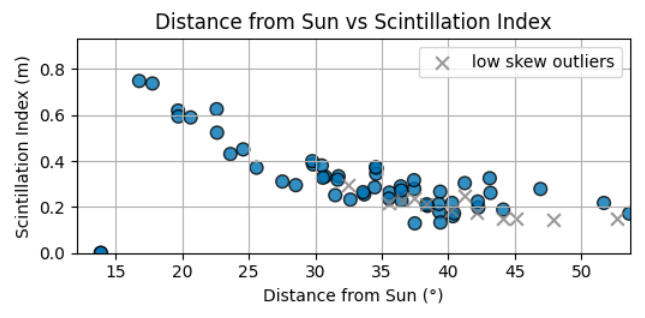 Distance from Sun vs Scintillation Index
low skew outliers
Scintillation Index (m)
0.8
0.6
0.4
0.2
0.0
15 20 25 30 35 40 45 50
Distance from Sun (°)